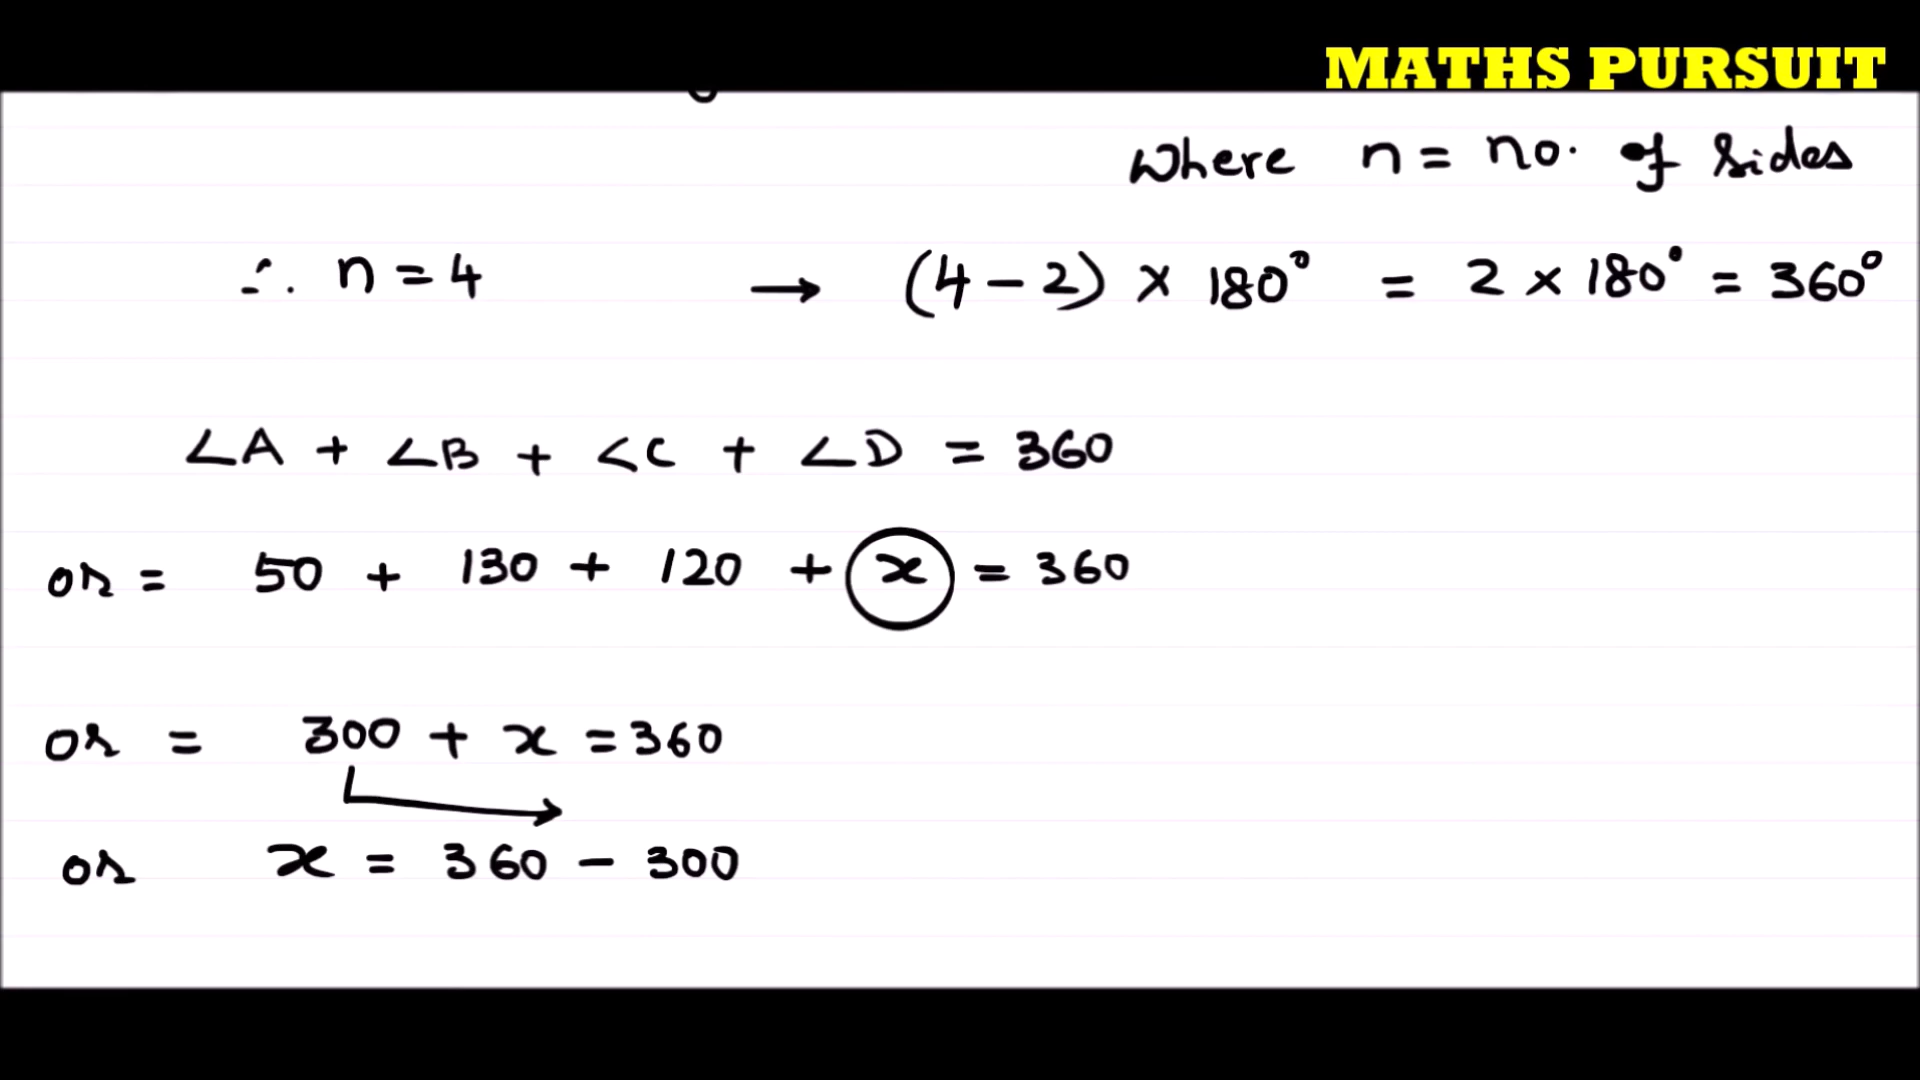 MATHS PURSUIT
where n = no. of sides
∴ n = 4 → (4 - 2) × 180° = 2 × 180° = 360°
∠A + ∠B + ∠C + ∠D = 360
or = 50 + 130 + 120 + x = 360
or = 300 + x = 360
or x = 360 - 300